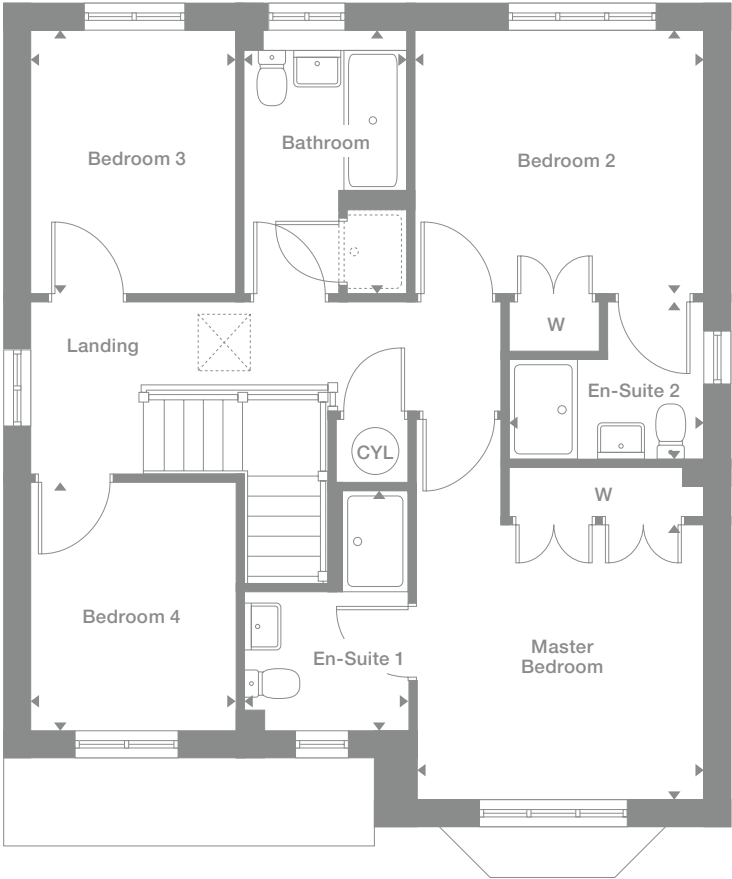 Bathroom
Bedroom 3
Bedroom 2
W
Landing
En-Suite 2
CYL
W
Bedroom 4
Master
Bedroom
En-Suite 1